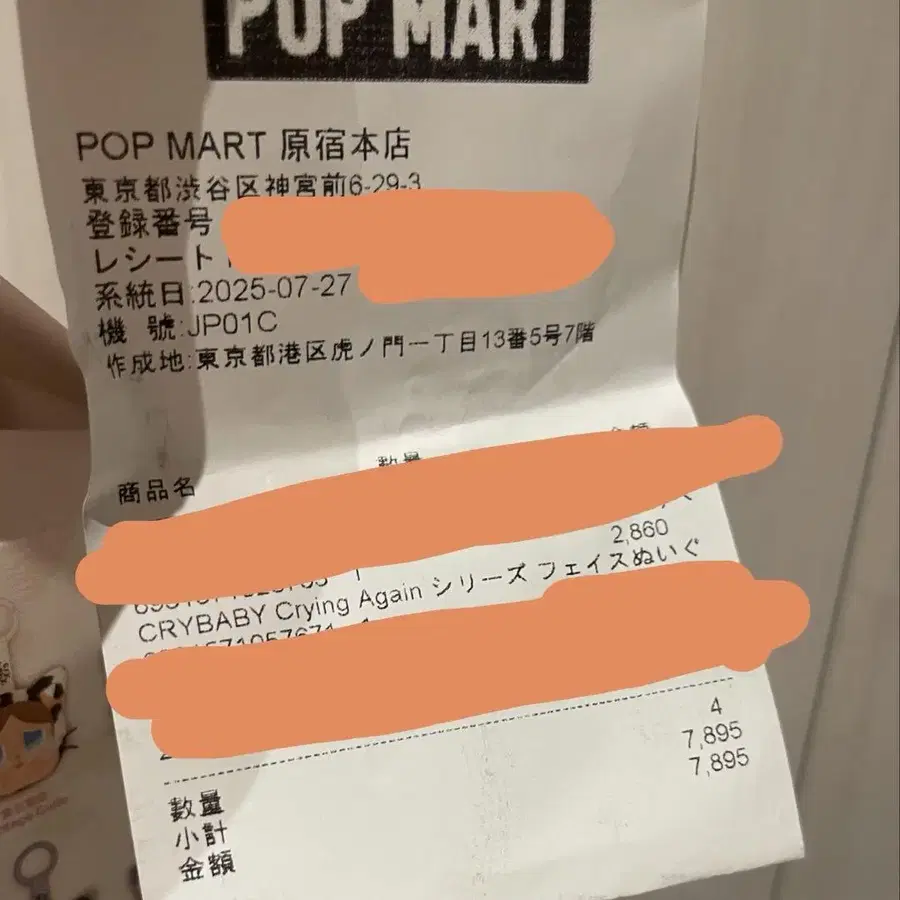 POP MART
POP MART 原宿本店
東京都渋谷区神宮前6-29-3
登録番号
レシート
系統日:2025-07-27
機 號:JP01C
作成地:東京都港区虎ノ門一丁目13番5号7階
商品名 数量 金額
2,860
CRYBABY Crying Again シリーズ フェイスぬいぐ
数量 4
小計 7,895
金額 7,895